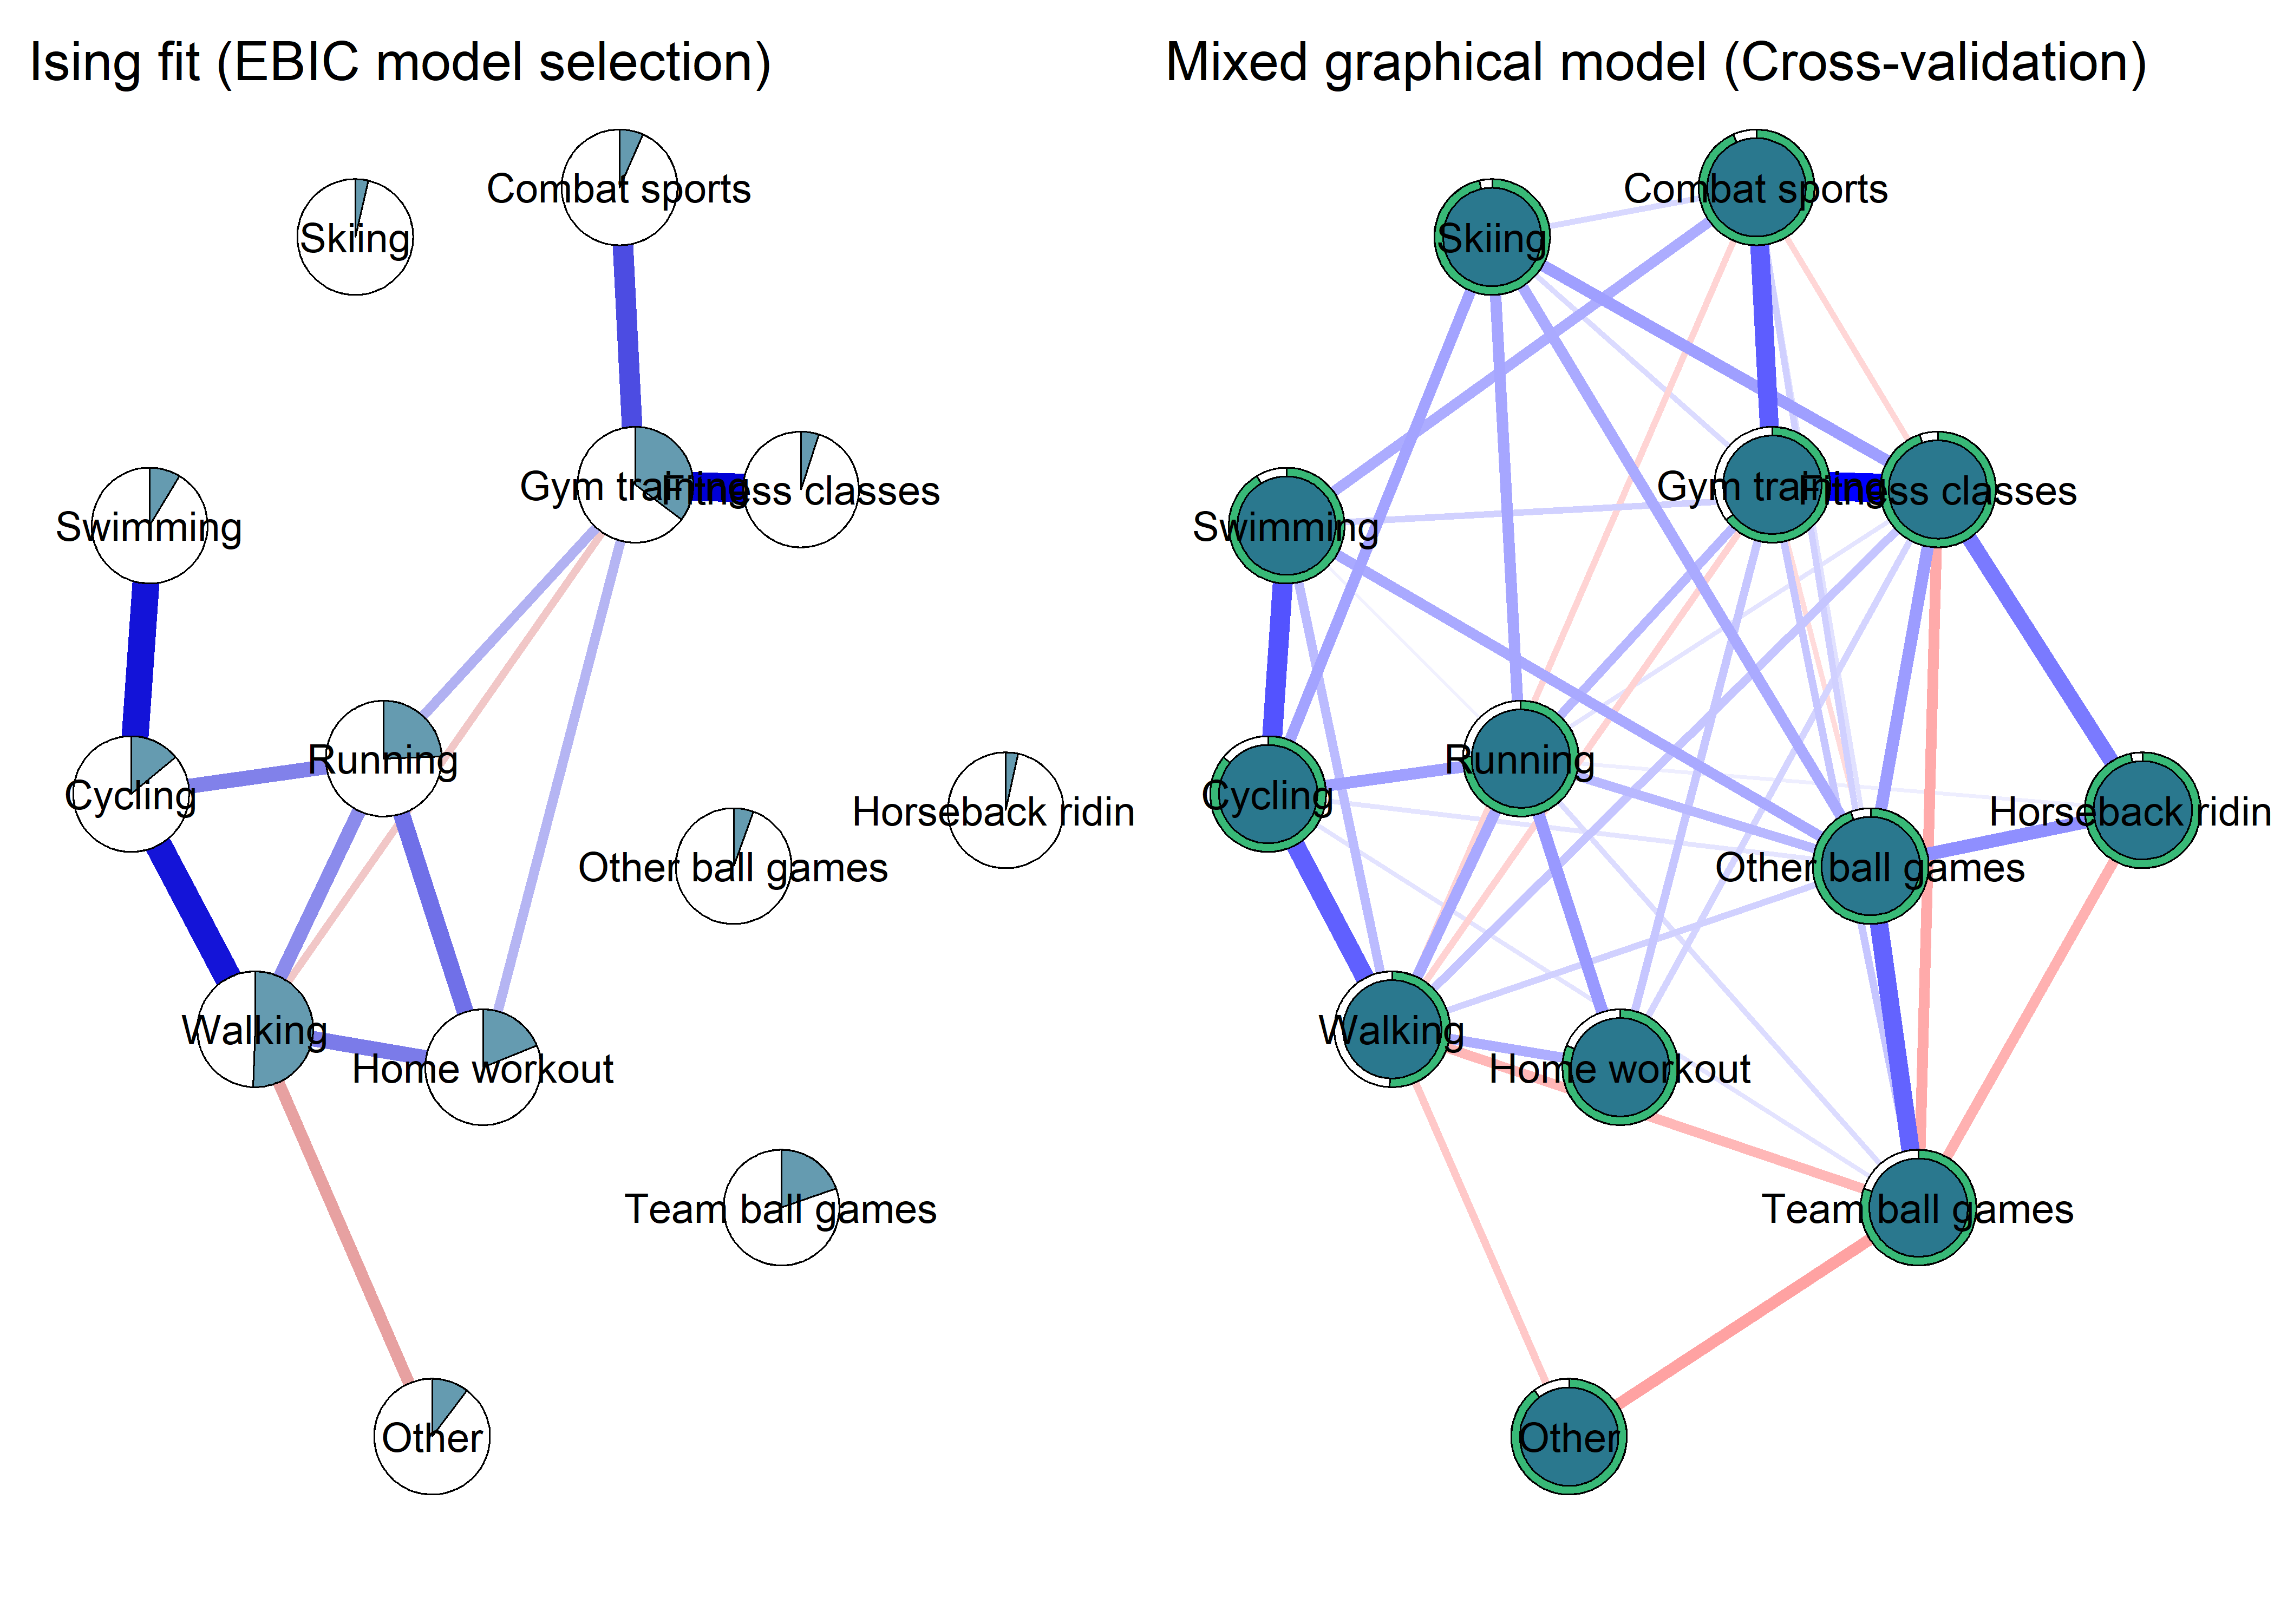 Ising fit (EBIC model selection)
Combat sports
Skiing
Gym training
Fitness classes
Swimming
Running
Cycling
Horseback ridin
Other ball games
Walking
Home workout
Team ball games
Other
Mixed graphical model (Cross-validation)
Combat sports
Skiing
Gym training
Fitness classes
Swimming
Running
Cycling
Horseback ridin
Other ball games
Walking
Home workout
Team ball games
Other